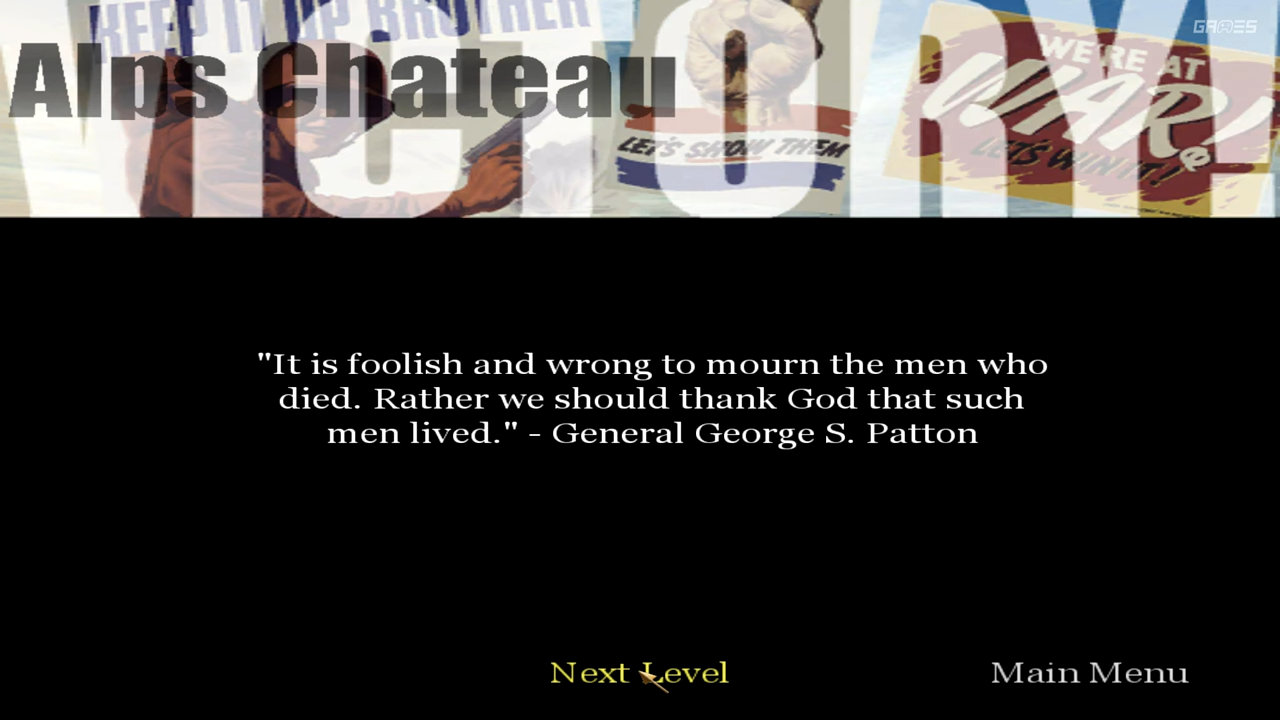 GAMES
KEEP IT UP BROTHER
VICTORY
Alps Chateau
WE'RE AT
WAR!
LET'S WIN IT!
LET'S SHOW THEM
"It is foolish and wrong to mourn the men who
died. Rather we should thank God that such
men lived." - General George S. Patton
Next Level
Main Menu